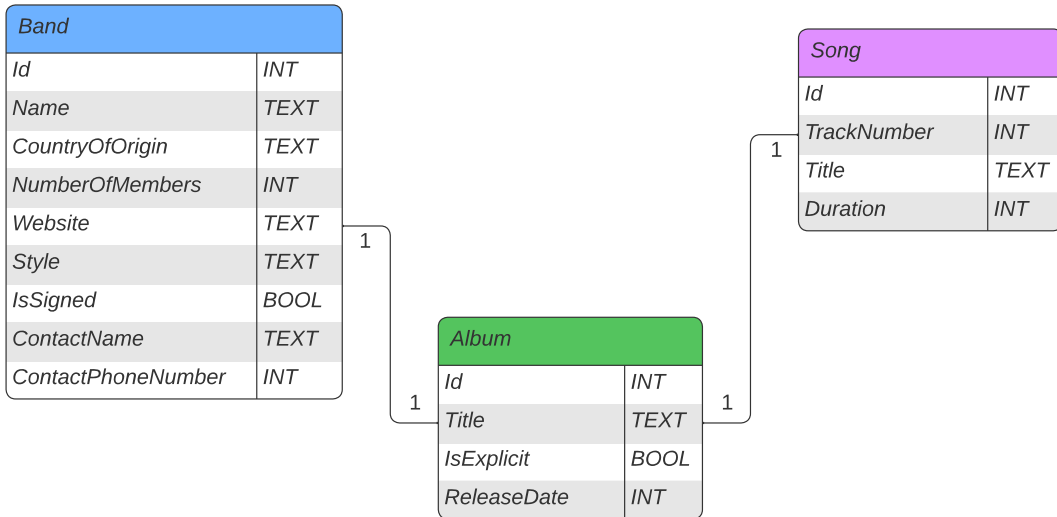 Band
Id INT
Name TEXT
CountryOfOrigin TEXT
NumberOfMembers INT
Website TEXT
Style TEXT
IsSigned BOOL
ContactName TEXT
ContactPhoneNumber INT
1
1
Album
Id INT
Title TEXT
IsExplicit BOOL
ReleaseDate INT
1
1
Song
Id INT
TrackNumber INT
Title TEXT
Duration INT